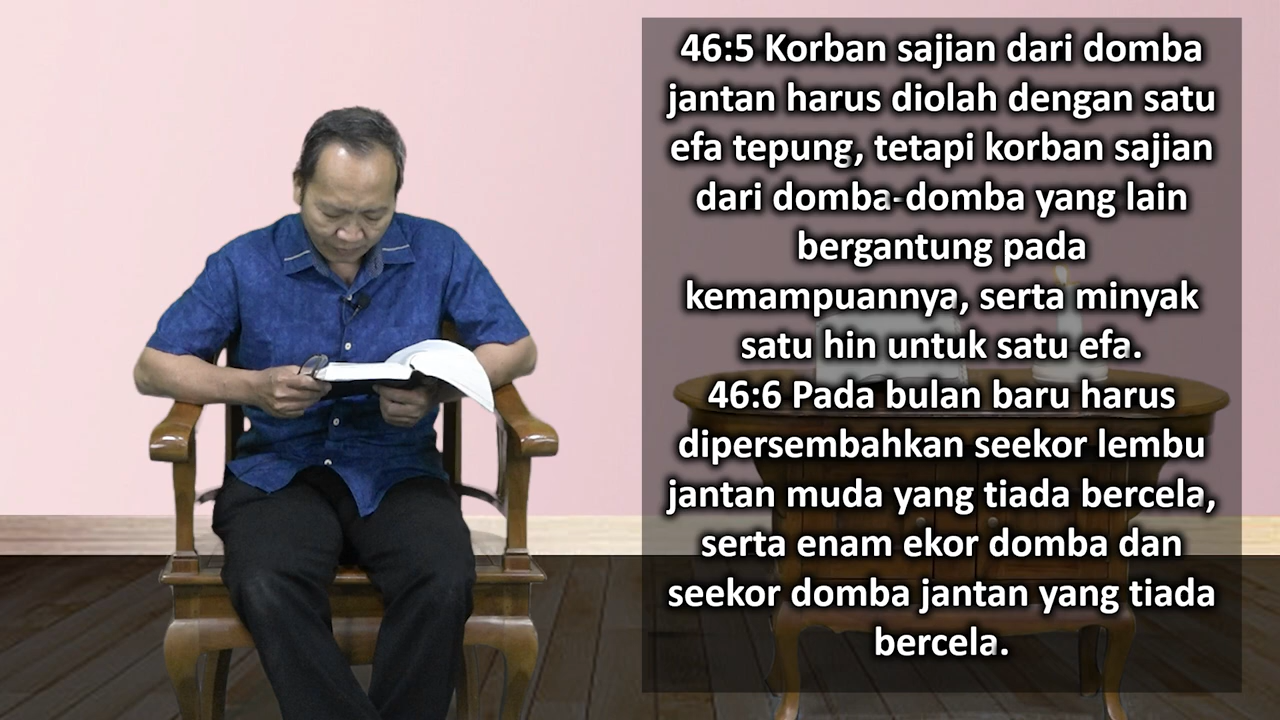 46:5 Korban sajian dari domba
jantan harus diolah dengan satu
efa tepung, tetapi korban sajian
dari domba-domba yang lain
bergantung pada
kemampuannya, serta minyak
satu hin untuk satu efa.
46:6 Pada bulan baru harus
dipersembahkan seekor lembu
jantan muda yang tiada bercela,
serta enam ekor domba dan
seekor domba jantan yang tiada
bercela.